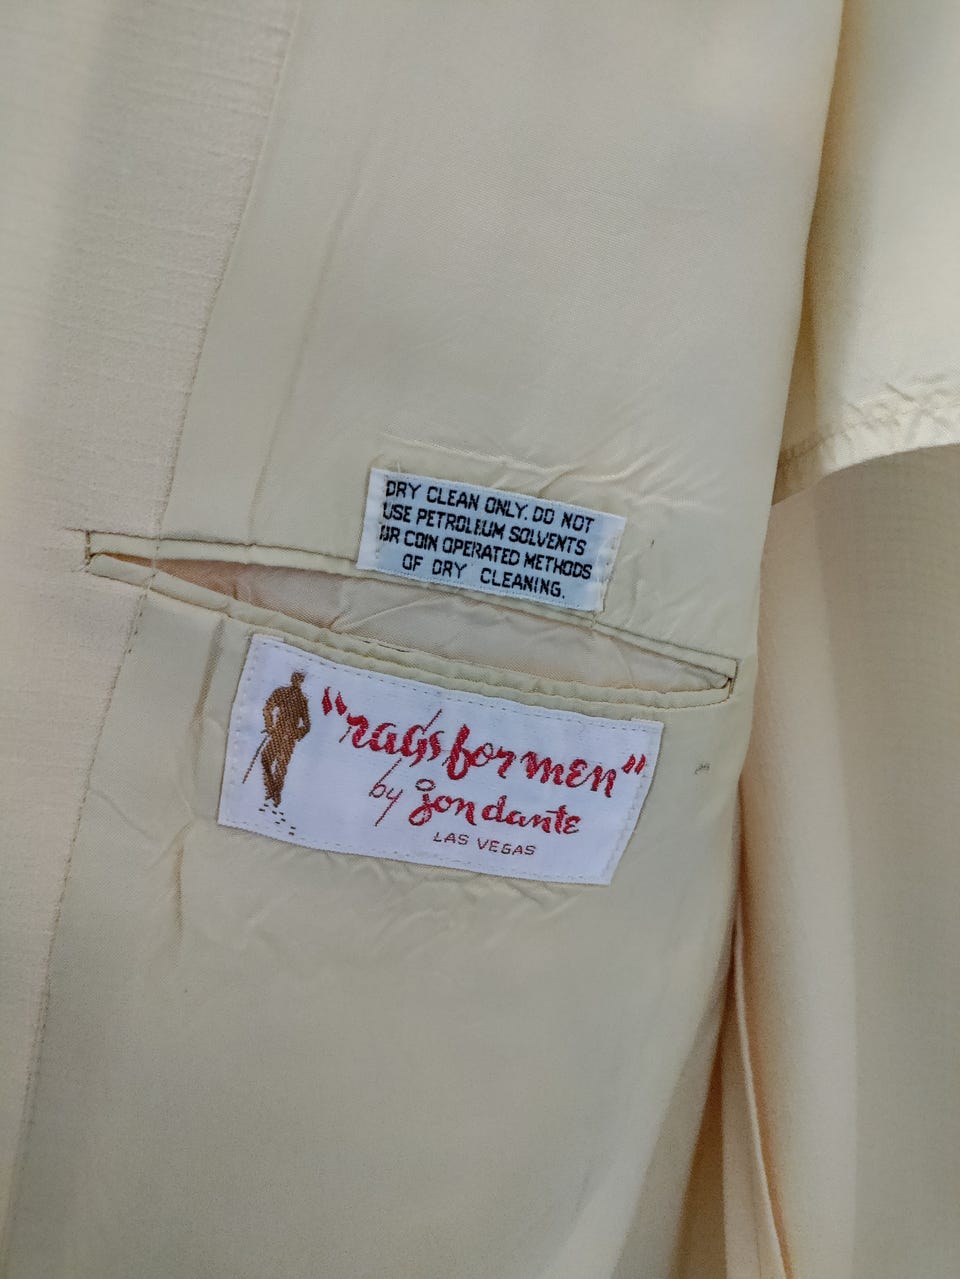 DRY CLEAN ONLY. DO NOT
USE PETROLEUM SOLVENTS
OR COIN OPERATED METHODS
OF DRY CLEANING.
"rags for men"
by jon dante
LAS VEGAS